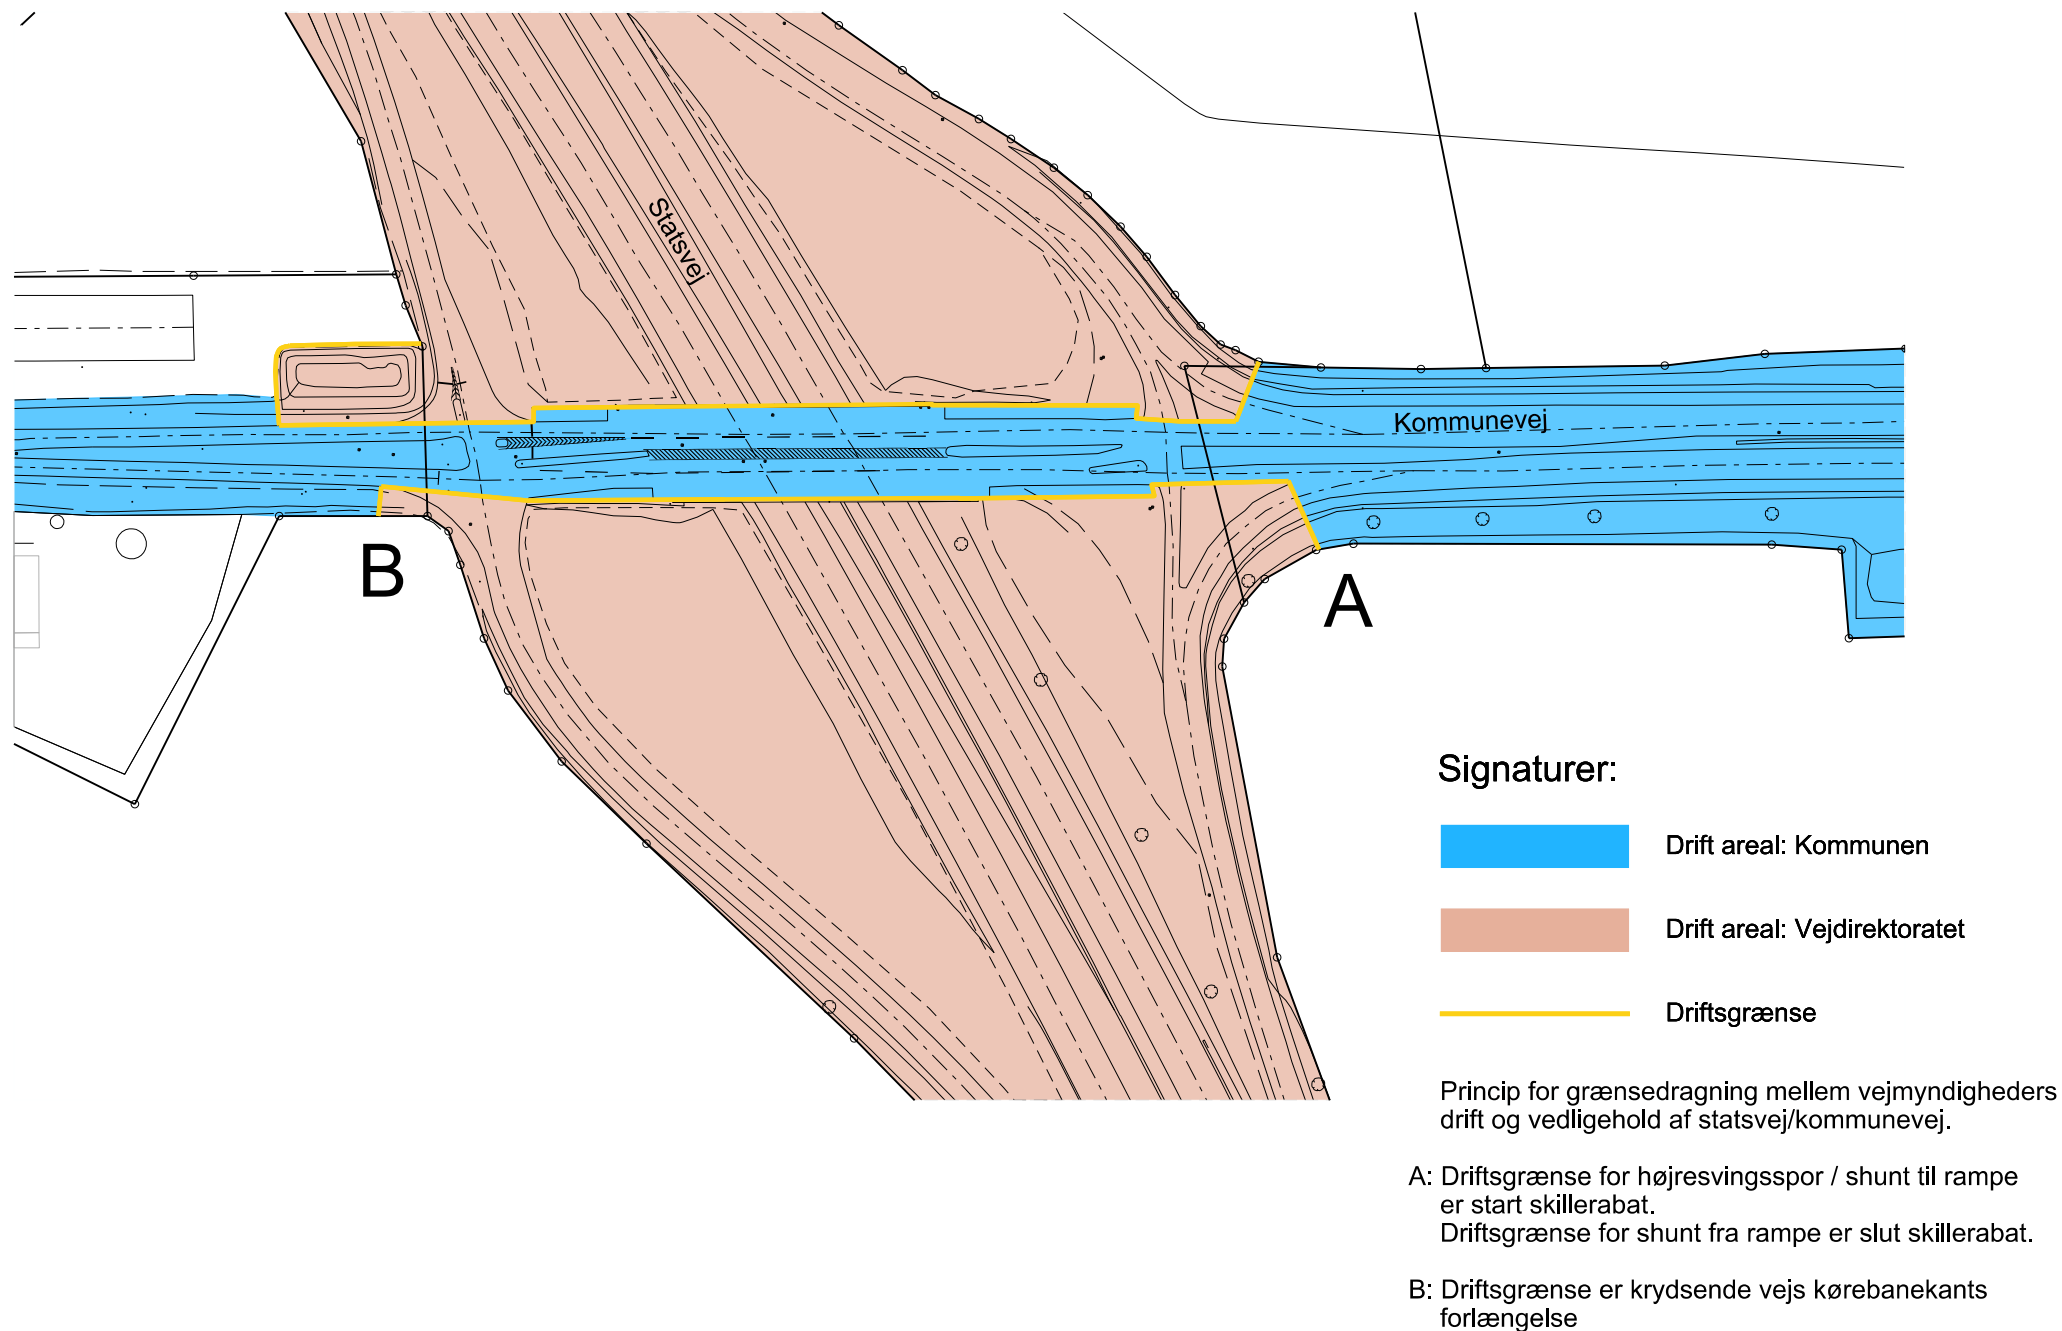 Statsvej
Kommunevej
B
A
Signaturer:
Drift areal: Kommunen
Drift areal: Vejdirektoratet
Driftsgrænse
Princip for grænsedragning mellem vejmyndigheders
drift og vedligehold af statsvej/kommunevej.
A: Driftsgrænse for højresvingsspor / shunt til rampe
er start skillerabat.
Driftsgrænse for shunt fra rampe er slut skillerabat.
B: Driftsgrænse er krydsende vejs kørebanekants
forlængelse